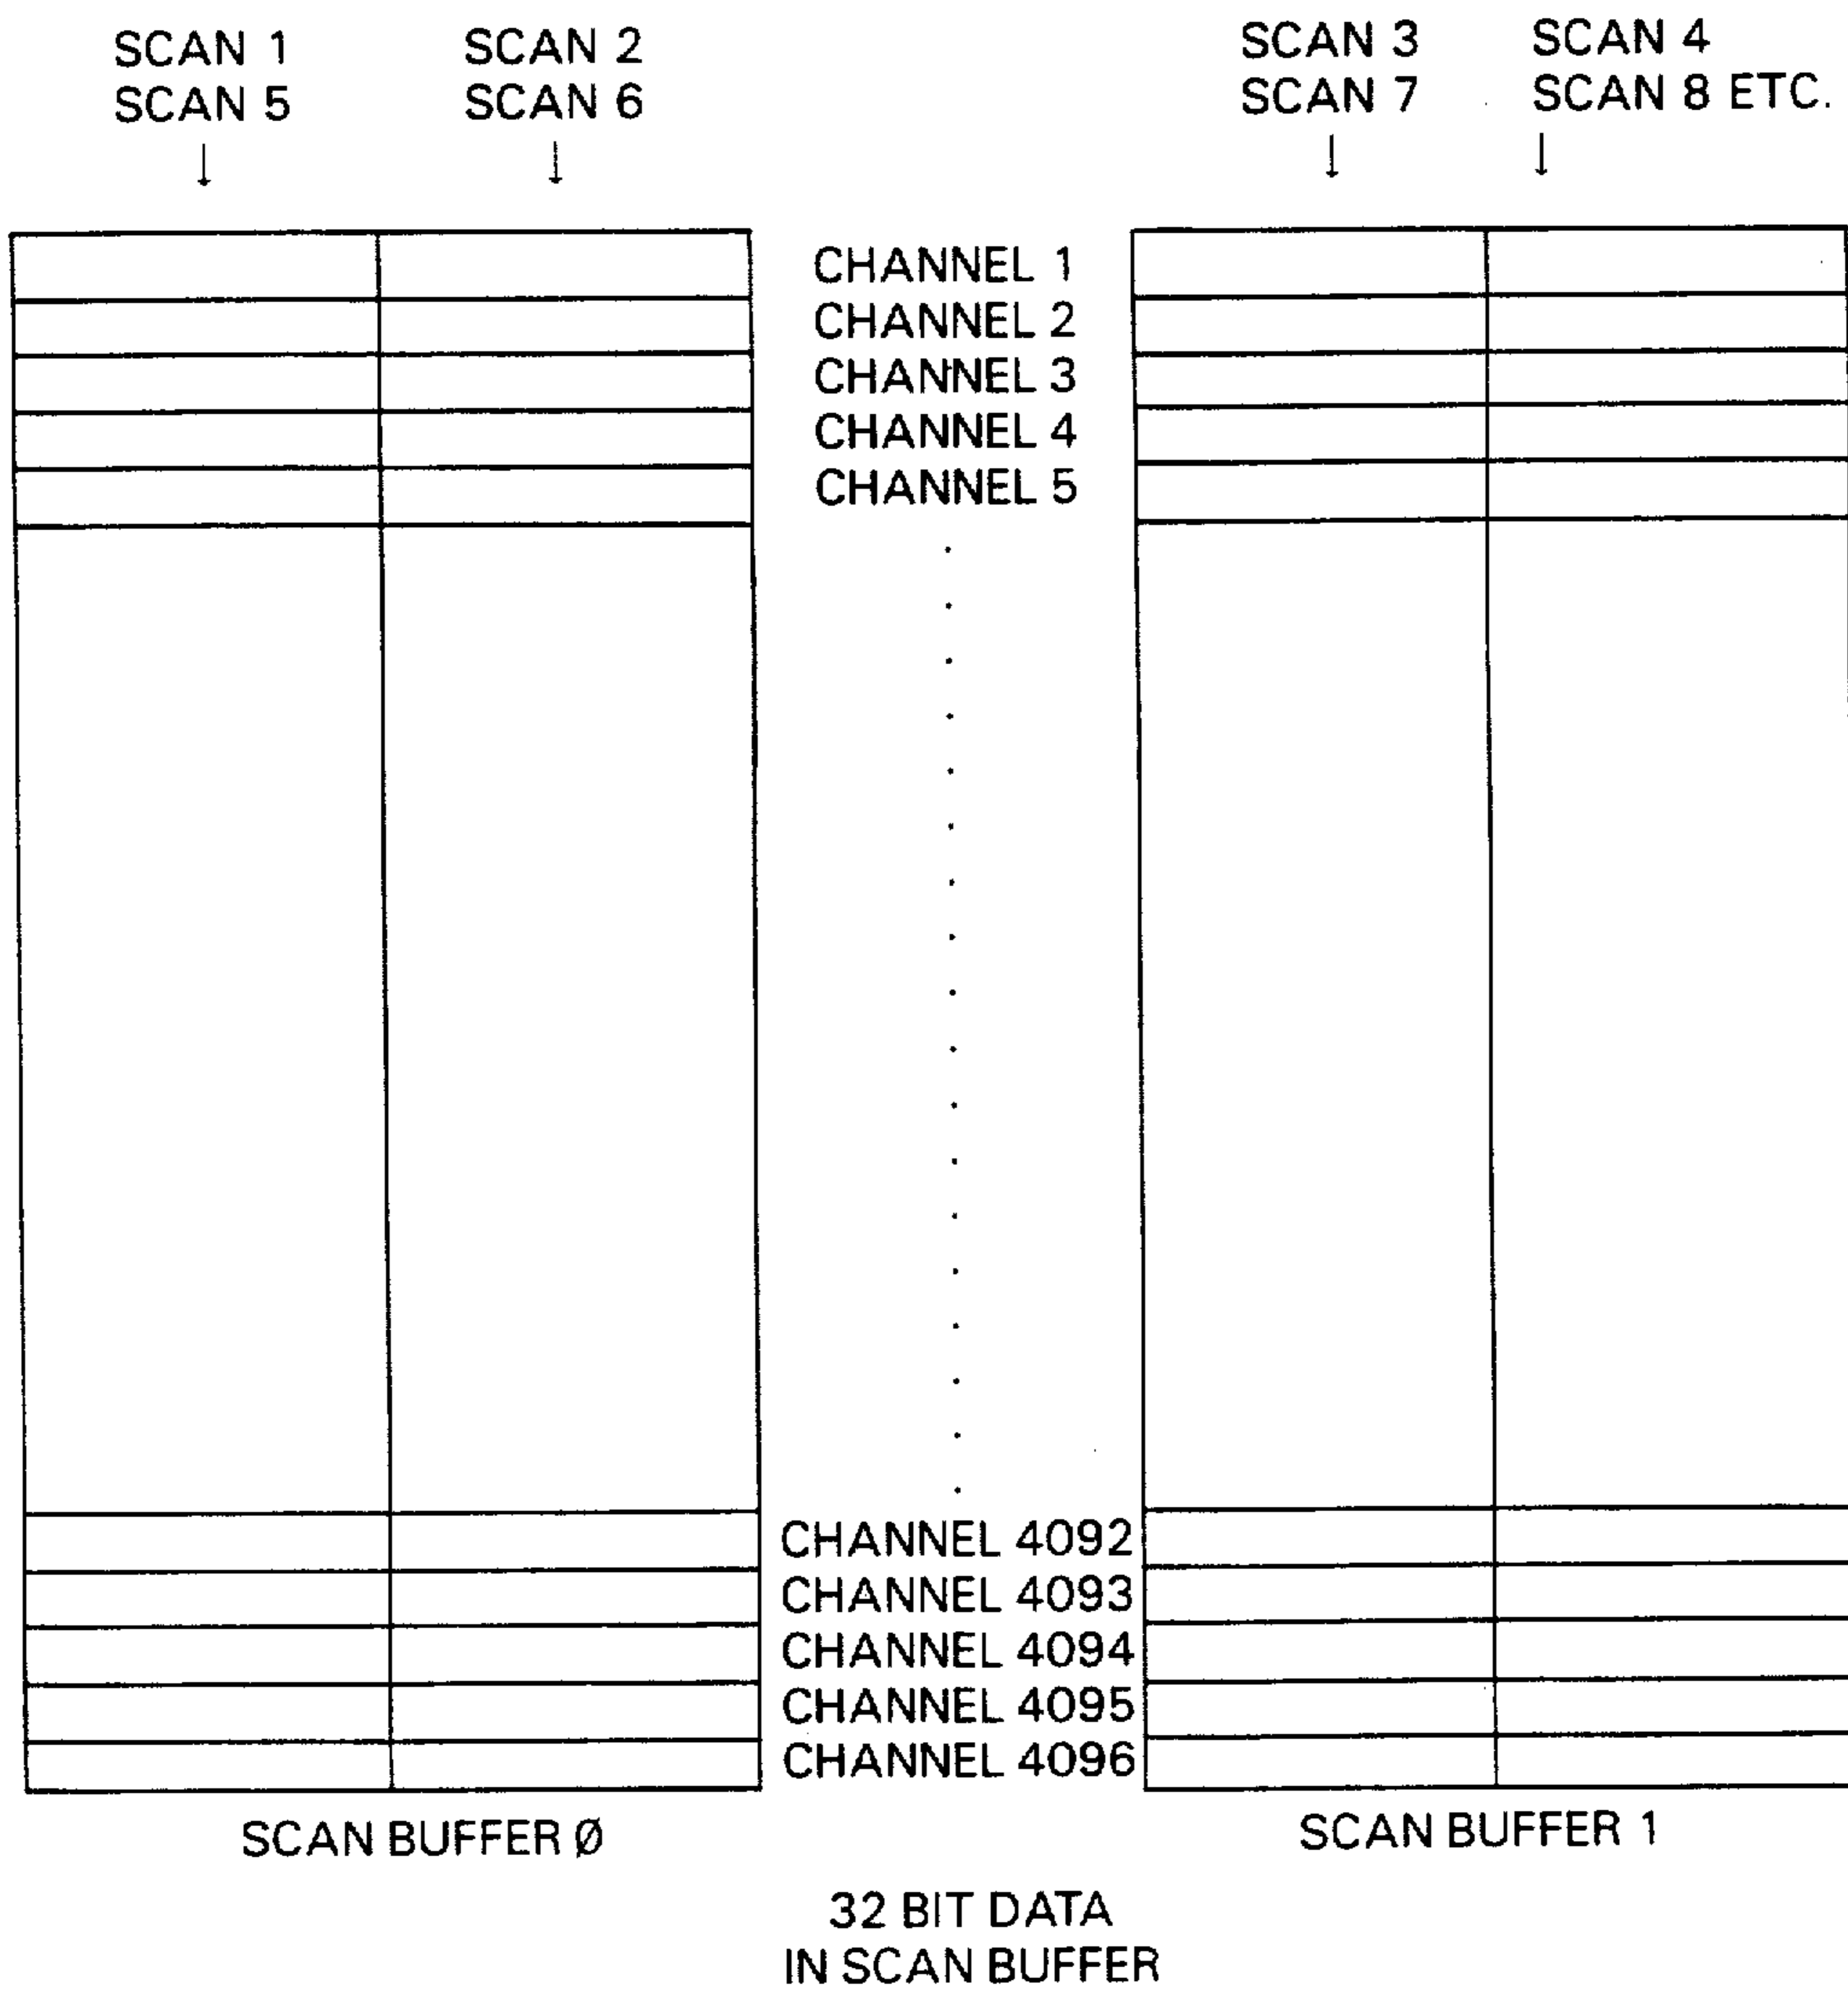 SCAN 1 SCAN 2 SCAN 3 SCAN 4
SCAN 5 SCAN 6 SCAN 7 SCAN 8 ETC.
CHANNEL 1
CHANNEL 2
CHANNEL 3
CHANNEL 4
CHANNEL 5
CHANNEL 4092
CHANNEL 4093
CHANNEL 4094
CHANNEL 4095
CHANNEL 4096
SCAN BUFFER Ø SCAN BUFFER 1
32 BIT DATA
IN SCAN BUFFER